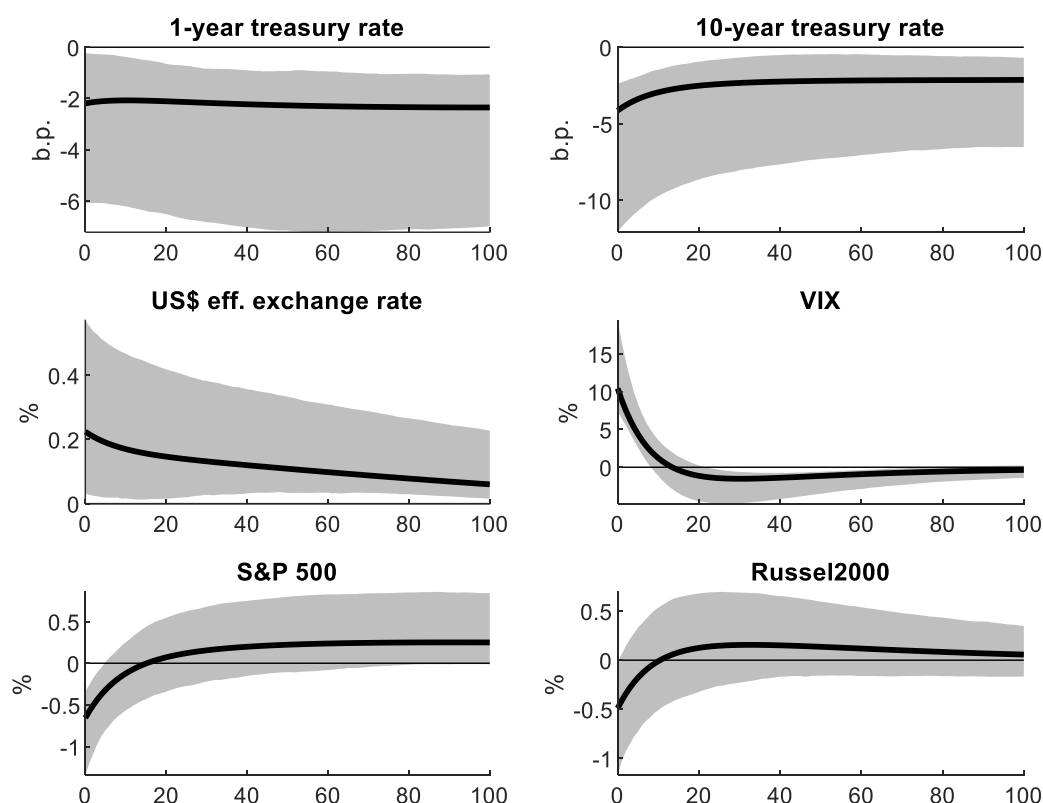 1-year treasury rate
0
-2
-4
-6
b.p.
0 20 40 60 80 100
10-year treasury rate
0
-5
-10
b.p.
0 20 40 60 80 100
US$ eff. exchange rate
0.4
0.2
0
%
0 20 40 60 80 100
VIX
15
10
5
0
%
0 20 40 60 80 100
S&P 500
0.5
0
-0.5
-1
%
0 20 40 60 80 100
Russel2000
0.5
0
-0.5
-1
%
0 20 40 60 80 100